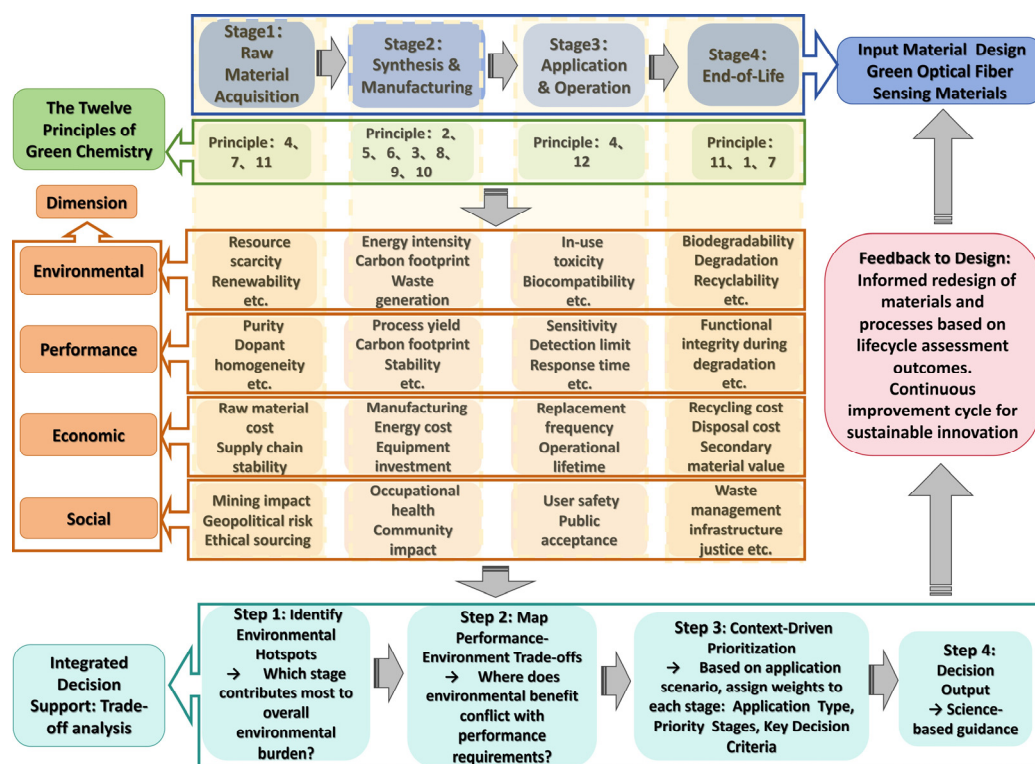 Stage1：
Raw
Material
Acquisition
Stage2：
Synthesis &
Manufacturing
Stage3：
Application
& Operation
Stage4：
End-of-Life
Input Material Design
Green Optical Fiber
Sensing Materials
The Twelve
Principles of
Green Chemistry
Principle：4、
7、11
Principle：2、
5、6、3、8、
9、10
Principle：4、
12
Principle：
11、1、7
Dimension
Environmental
Resource
scarcity
Renewability
etc.
Energy intensity
Carbon footprint
Waste
generation
In-use
toxicity
Biocompatibility
etc.
Biodegradability
Degradation
Recyclability
etc.
Performance
Purity
Dopant
homogeneity
etc.
Process yield
Carbon footprint
Stability
etc.
Sensitivity
Detection limit
Response time
etc.
Functional
integrity during
degradation
etc.
Economic
Raw material
cost
Supply chain
stability
Manufacturing
Energy cost
Equipment
investment
Replacement
frequency
Operational
lifetime
Recycling cost
Disposal cost
Secondary
material value
Social
Mining impact
Geopolitical risk
Ethical sourcing
Occupational
health
Community
impact
User safety
Public
acceptance
Waste
management
infrastructure
justice etc.
Feedback to Design:
Informed redesign of
materials and
processes based on
lifecycle assessment
outcomes.
Continuous
improvement cycle for
sustainable innovation
Integrated
Decision
Support: Trade-
off analysis
Step 1: Identify
Environmental
Hotspots
→ Which stage
contributes most to
overall
environmental
burden?
Step 2: Map
Performance-
Environment Trade-offs
→ Where does
environmental benefit
conflict with
performance
requirements?
Step 3: Context-Driven
Prioritization
→ Based on application
scenario, assign weights to
each stage: Application Type,
Priority Stages, Key Decision
Criteria
Step 4:
Decision
Output
→ Science-
based guidance